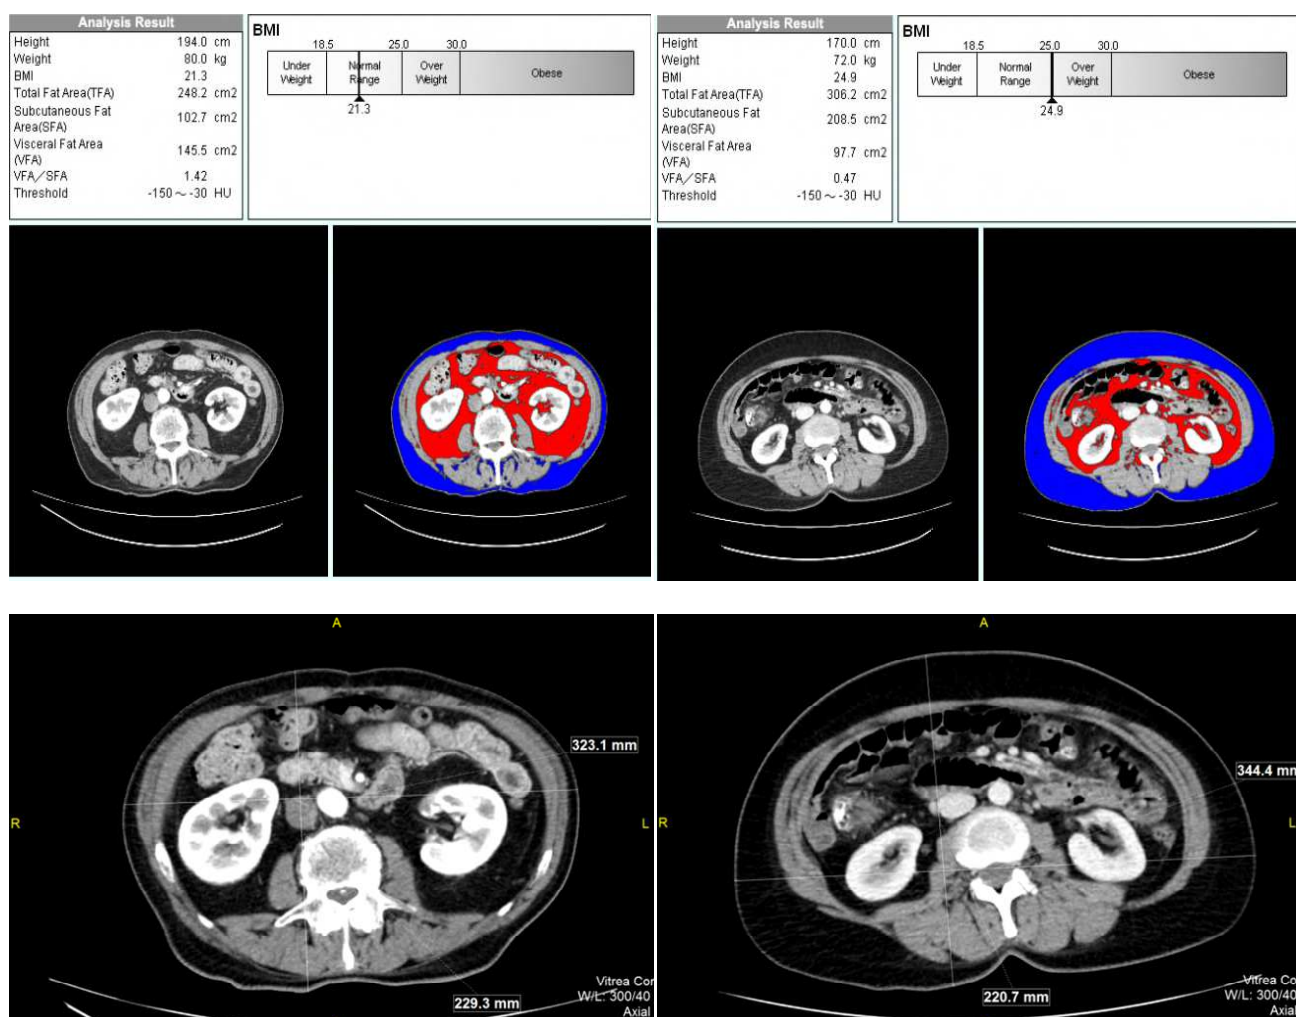 Analysis Result
Height 194.0 cm
Weight 80.0 kg
BMI 21.3
Total Fat Area(TFA) 248.2 cm2
Subcutaneous Fat
Area(SFA) 102.7 cm2
Visceral Fat Area
(VFA) 145.5 cm2
VFA/SFA 1.42
Threshold -150 ~ -30 HU
BMI
18.5 25.0 30.0
Under Weight Normal Range Over Weight Obese
21.3
Analysis Result
Height 170.0 cm
Weight 72.0 kg
BMI 24.9
Total Fat Area(TFA) 306.2 cm2
Subcutaneous Fat
Area(SFA) 208.5 cm2
Visceral Fat Area
(VFA) 97.7 cm2
VFA/SFA 0.47
Threshold -150 ~ -30 HU
BMI
18.5 25.0 30.0
Under Weight Normal Range Over Weight Obese
24.9
A
323.1 mm
R
L
229.3 mm
Vitrea Cor
W/L: 300/40
Axial
A
344.4 mm
R
L
220.7 mm
Vitrea Co
W/L: 300/40
Axial